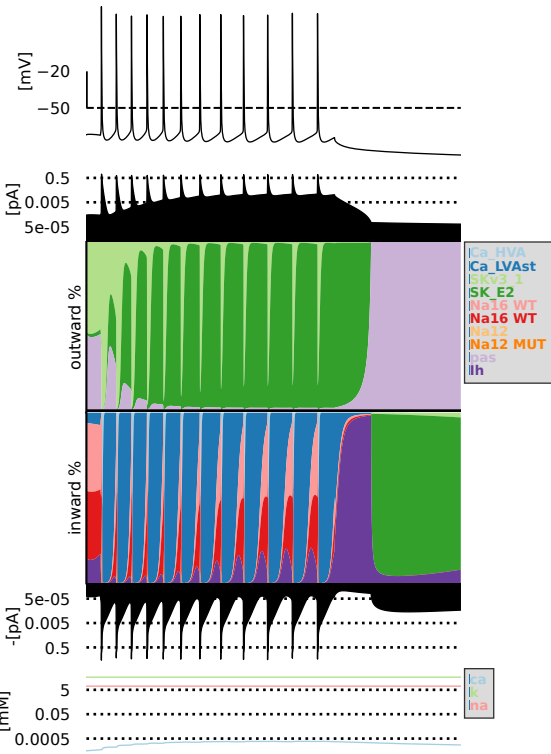 [mV]
−20
−50
[pA]
0.5
0.005
5e-05
outward %
Ca_HVA
Ca_LVAst
SKv3_1
SK_E2
Na16 WT
Na16 WT
Na12
Na12 MUT
pas
Ih
inward %
-[pA]
5e-05
0.005
0.5
[mM]
5
0.05
0.0005
ca
k
na